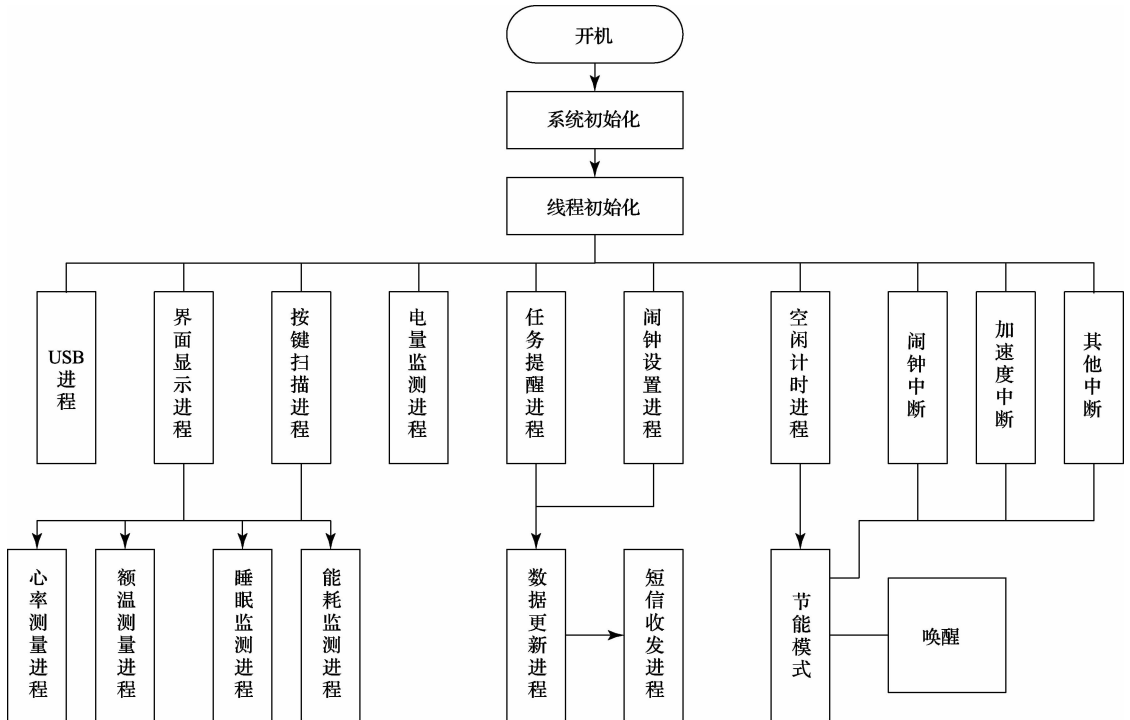 开机
系统初始化
线程初始化
USB
进程
界面显示进程
按键扫描进程
电量监测进程
任务提醒进程
闹钟设置进程
空闲计时进程
闹钟中断
加速度中断
其他中断
心率测量进程
额温测量进程
睡眠监测进程
能耗监测进程
数据更新进程
短信收发进程
节能模式
唤醒